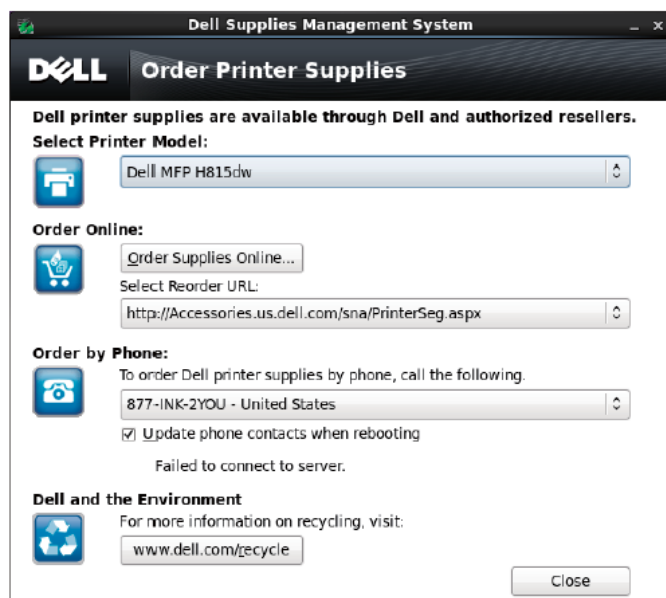 Dell Supplies Management System
DELL
Order Printer Supplies
Dell printer supplies are available through Dell and authorized resellers.
Select Printer Model:
Dell MFP H815dw
Order Online:
Order Supplies Online...
Select Reorder URL:
http://Accessories.us.dell.com/sna/PrinterSeg.aspx
Order by Phone:
To order Dell printer supplies by phone, call the following.
877-INK-2YOU - United States
Update phone contacts when rebooting
Failed to connect to server.
Dell and the Environment
For more information on recycling, visit:
www.dell.com/recycle
Close